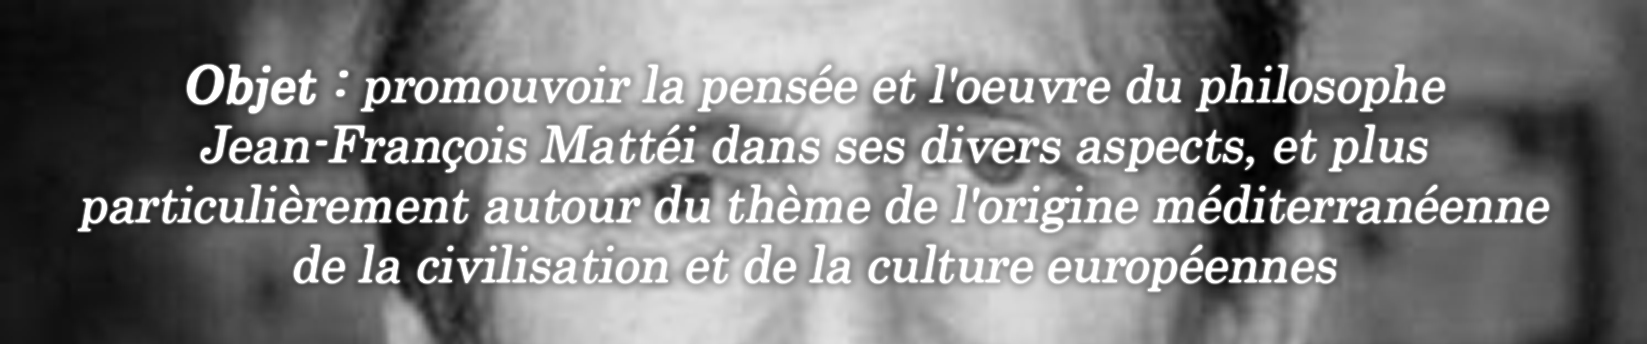 Objet : promouvoir la pensée et l'oeuvre du philosophe
Jean-François Mattéi dans ses divers aspects, et plus
particulièrement autour du thème de l'origine méditerranéenne
de la civilisation et de la culture européennes